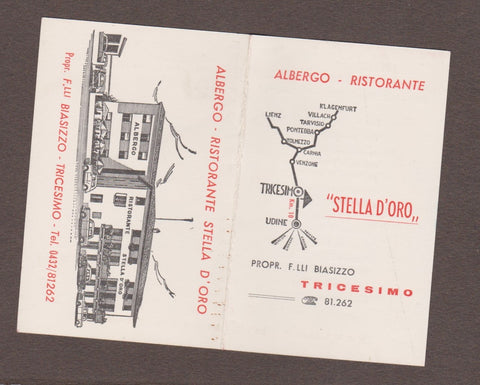 ALBERGO - RISTORANTE STELLA D'ORO
ALBERGO
RISTORANTE
STELLA D'ORO
Propr. F.LLI BIASIZZO - TRICESIMO - Tel. 0432/81262
ALBERGO - RISTORANTE
KLAGENFURT
LIENZ
VILLACH
TARVISIO
PONTEBBA
TOLMEZZO
CARNIA
VENZONE
TRICESIMO
Km. 10
UDINE
"STELLA D'ORO„
PROPR. F.LLI BIASIZZO
TRICESIMO
☎ 81.262